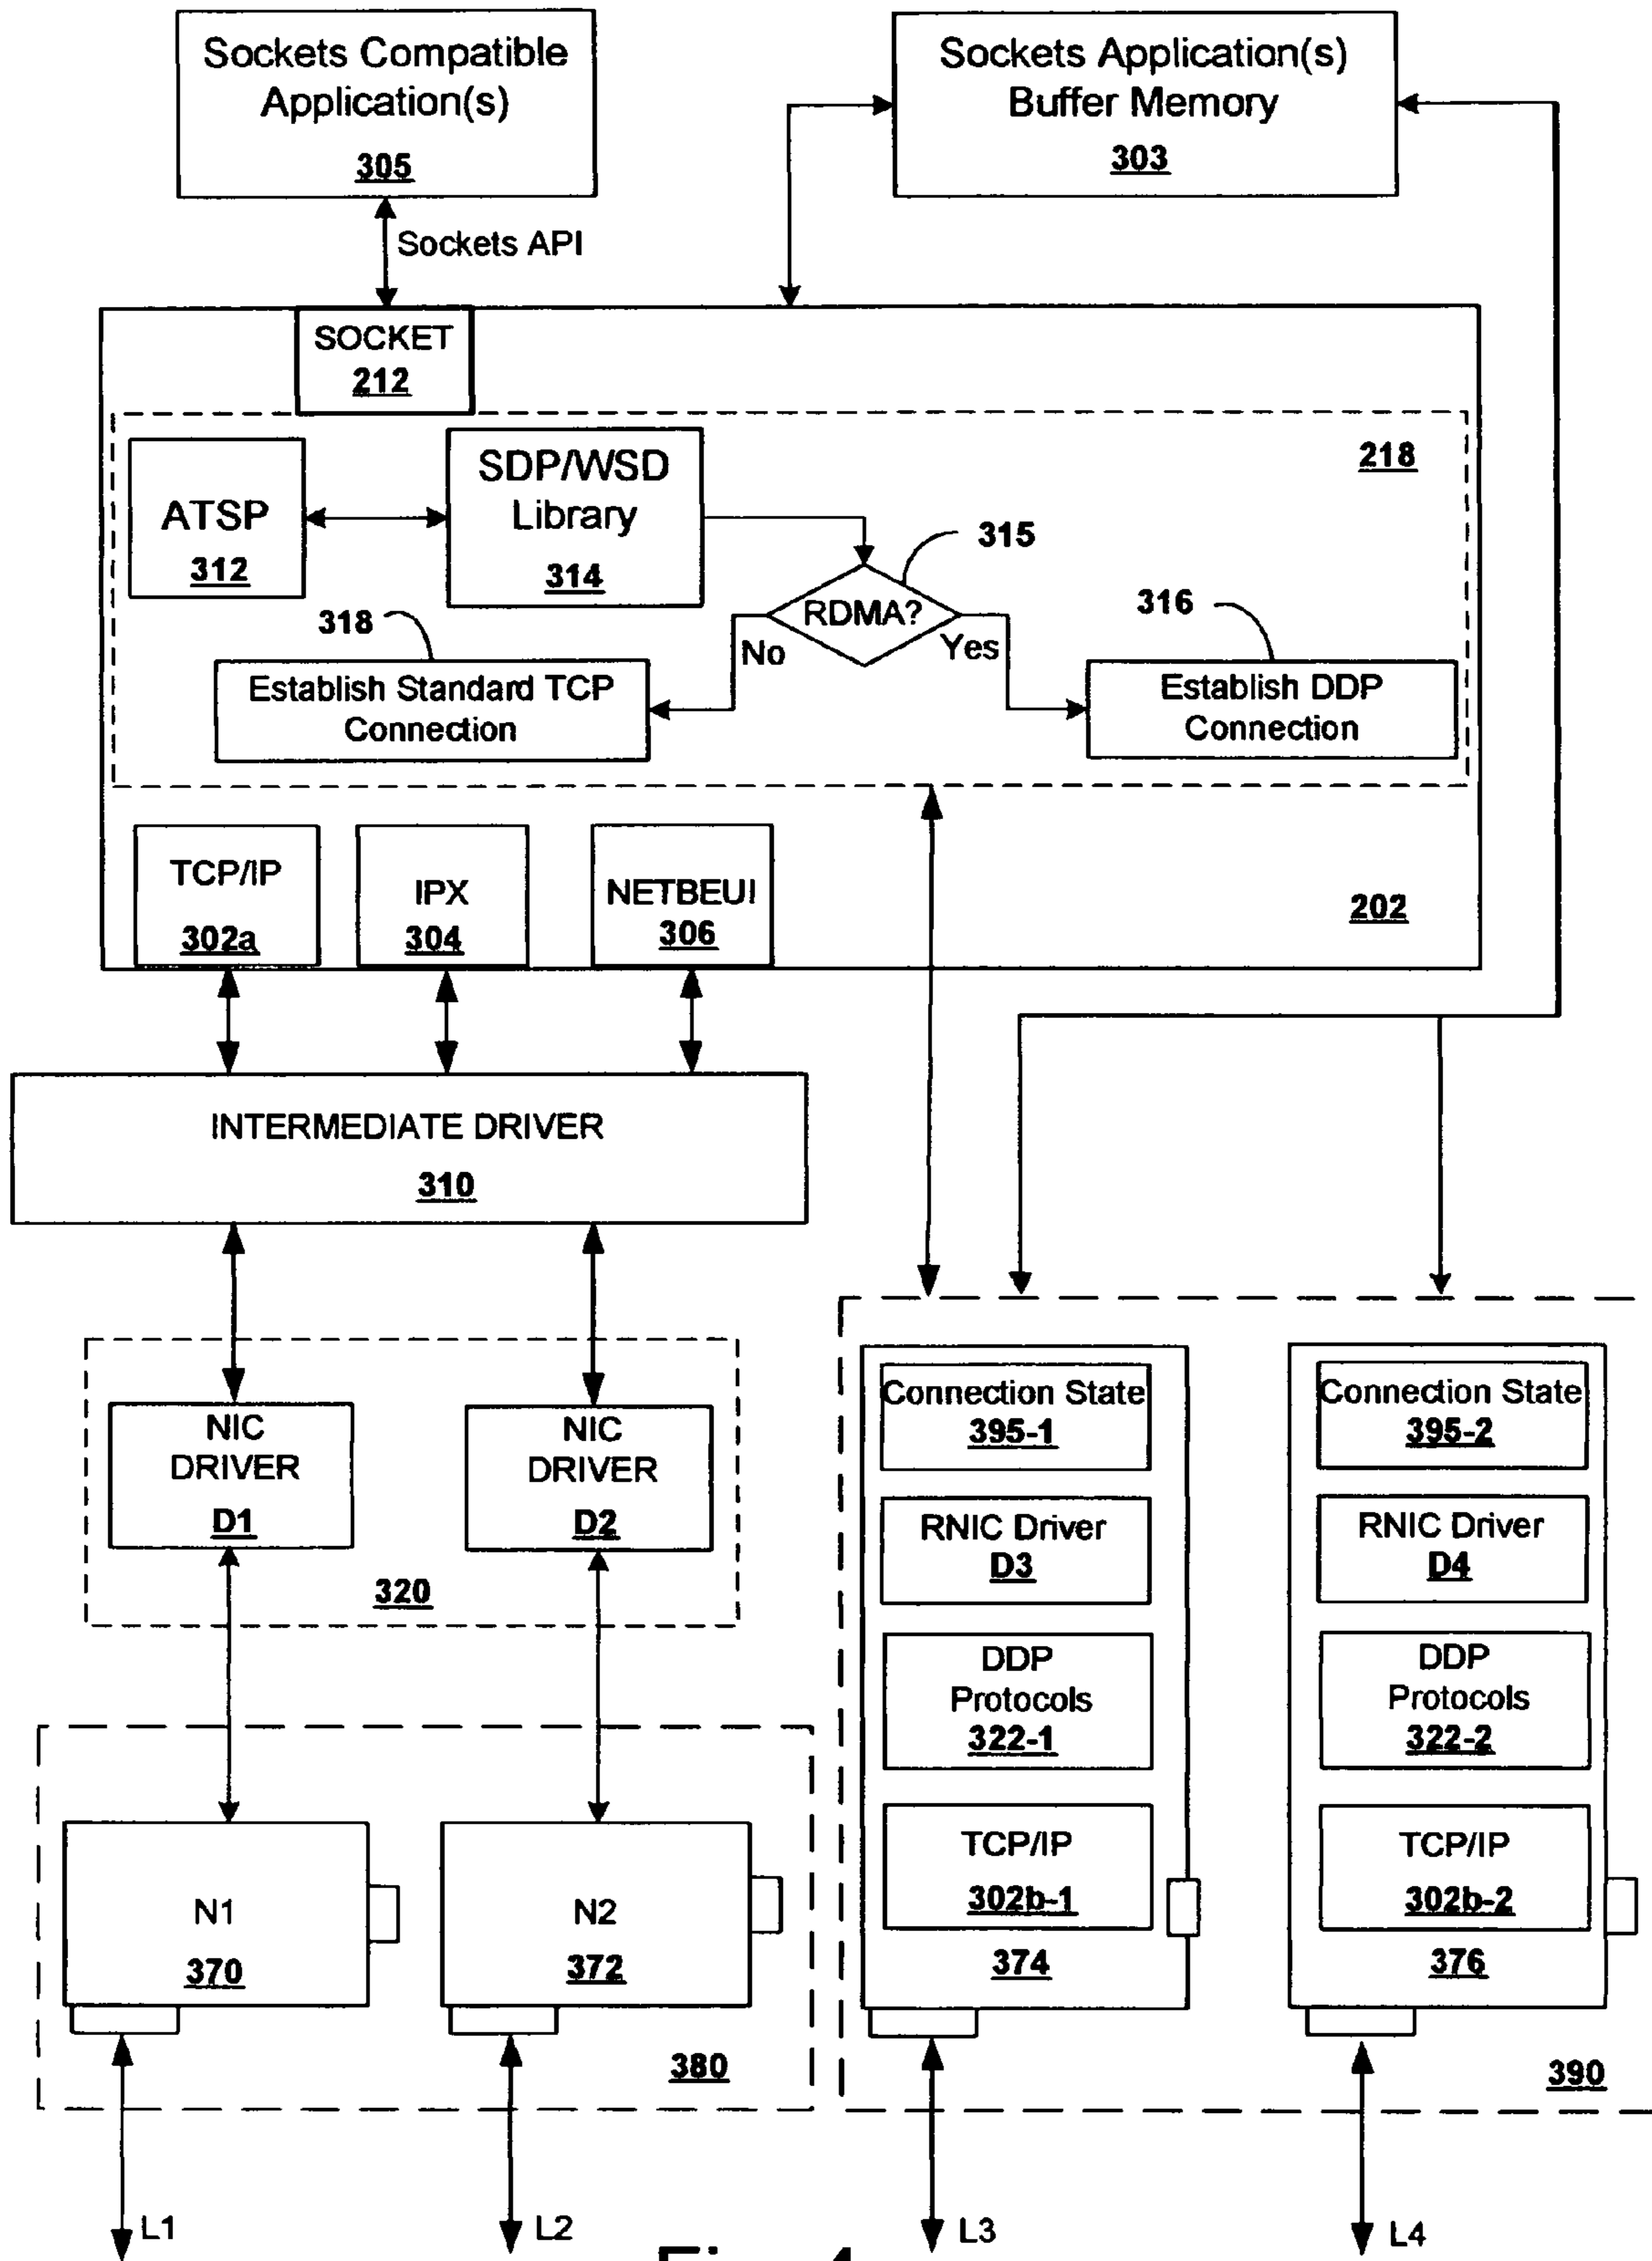 Sockets Compatible
Application(s)
305
Sockets Application(s)
Buffer Memory
303
Sockets API
SOCKET
212
218
ATSP
312
SDP/WSD
Library
314
315
RDMA?
No
Yes
318
316
Establish Standard TCP
Connection
Establish DDP
Connection
TCP/IP
302a
IPX
304
NETBEUI
306
202
INTERMEDIATE DRIVER
310
NIC
DRIVER
D1
NIC
DRIVER
D2
320
Connection State
395-1
RNIC Driver
D3
DDP
Protocols
322-1
TCP/IP
302b-1
374
Connection State
395-2
RNIC Driver
D4
DDP
Protocols
322-2
TCP/IP
302b-2
376
N1
370
N2
372
380
390
L1
L2
L3
L4